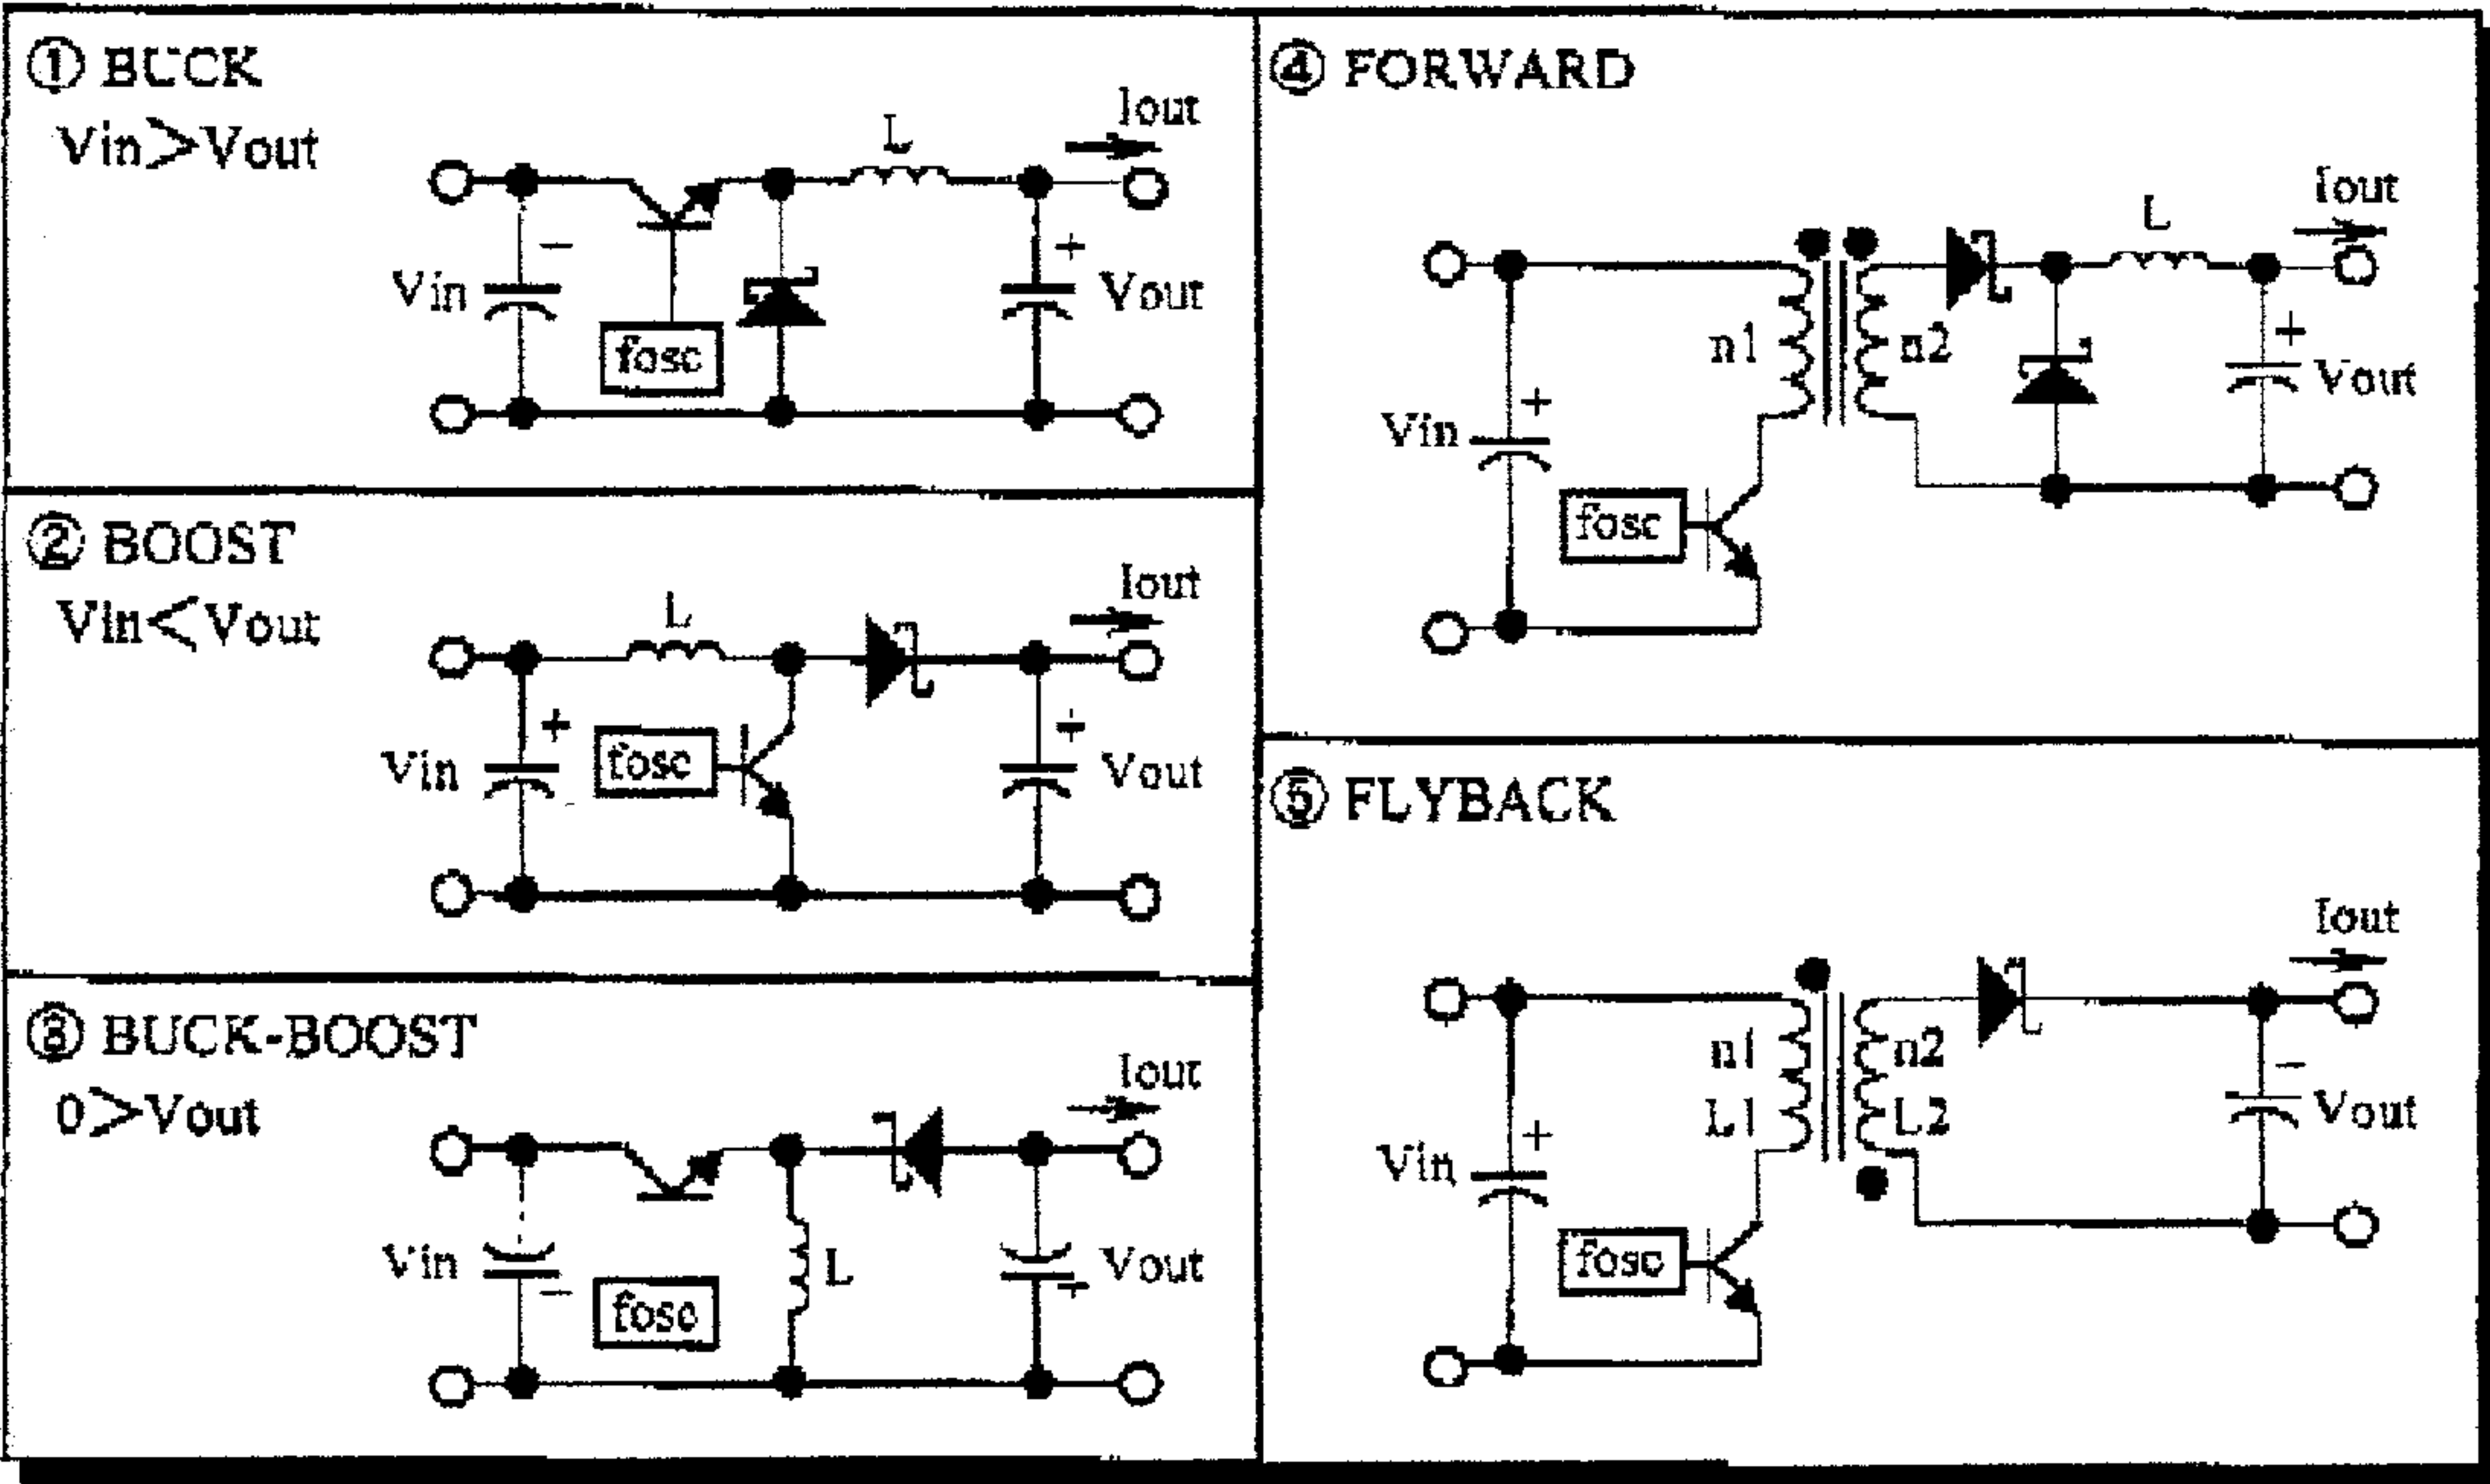 ① BUCK
Vin>Vout
Iout
L
−
+
Vin
Vout
fosc
② BOOST
Vin<Vout
Iout
L
+
+
Vin
fosc
Vout
③ BUCK-BOOST
0>Vout
Iout
Vin
L
Vout
−
+
fosc
④ FORWARD
Iout
L
n1
n2
+
Vout
+
Vin
fosc
⑤ FLYBACK
Iout
n1
n2
−
L1
L2
Vout
+
Vin
fosc